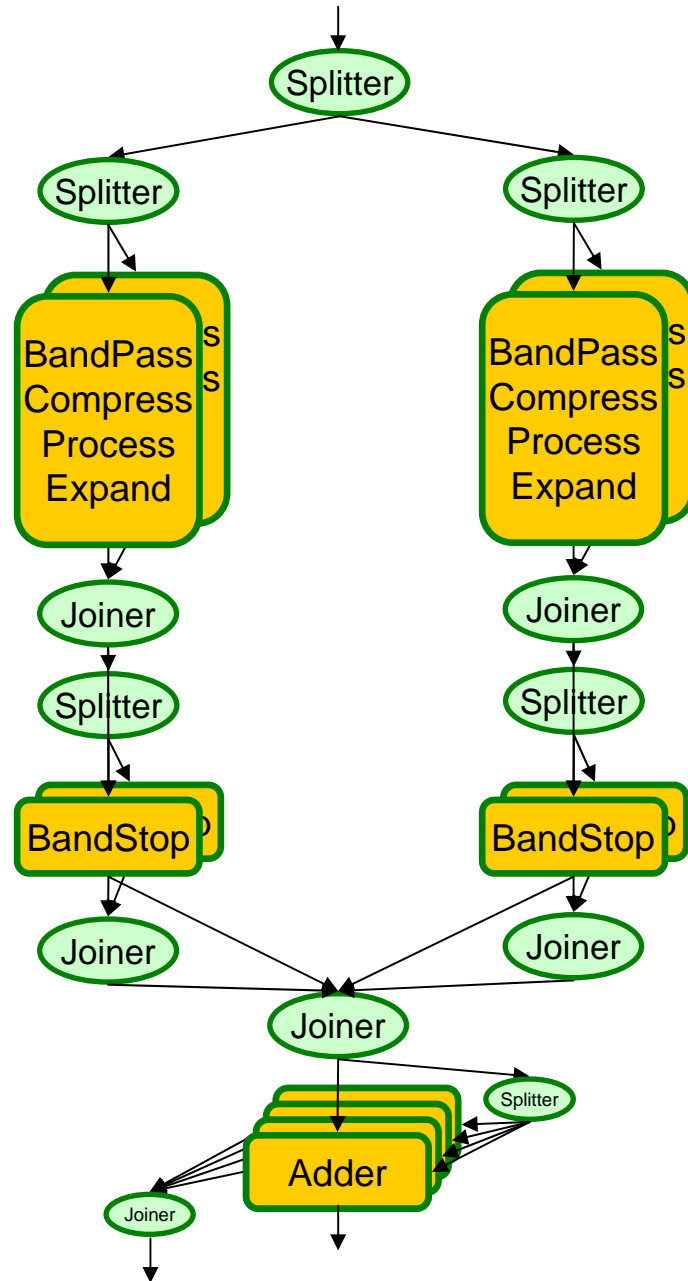 Splitter
Splitter
Splitter
BandPass
Compress
Process
Expand
s
s
BandPass
Compress
Process
Expand
s
s
Joiner
Joiner
Splitter
Splitter
BandStop
p
BandStop
p
Joiner
Joiner
Joiner
Splitter
Adder
Joiner